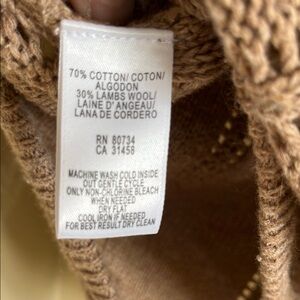 70% COTTON/ COTON/
ALGODON
30% LAMBS WOOL/
LAINE D'ANGEAU/
LANA DE CORDERO
RN 80734
CA 31458
MACHINE WASH COLD INSIDE
OUT GENTLE CYCLE
ONLY NON-CHLORINE BLEACH
WHEN NEEDED
DRY FLAT
COOL IRON IF NEEDED
FOR BEST RESULT DRY CLEAN